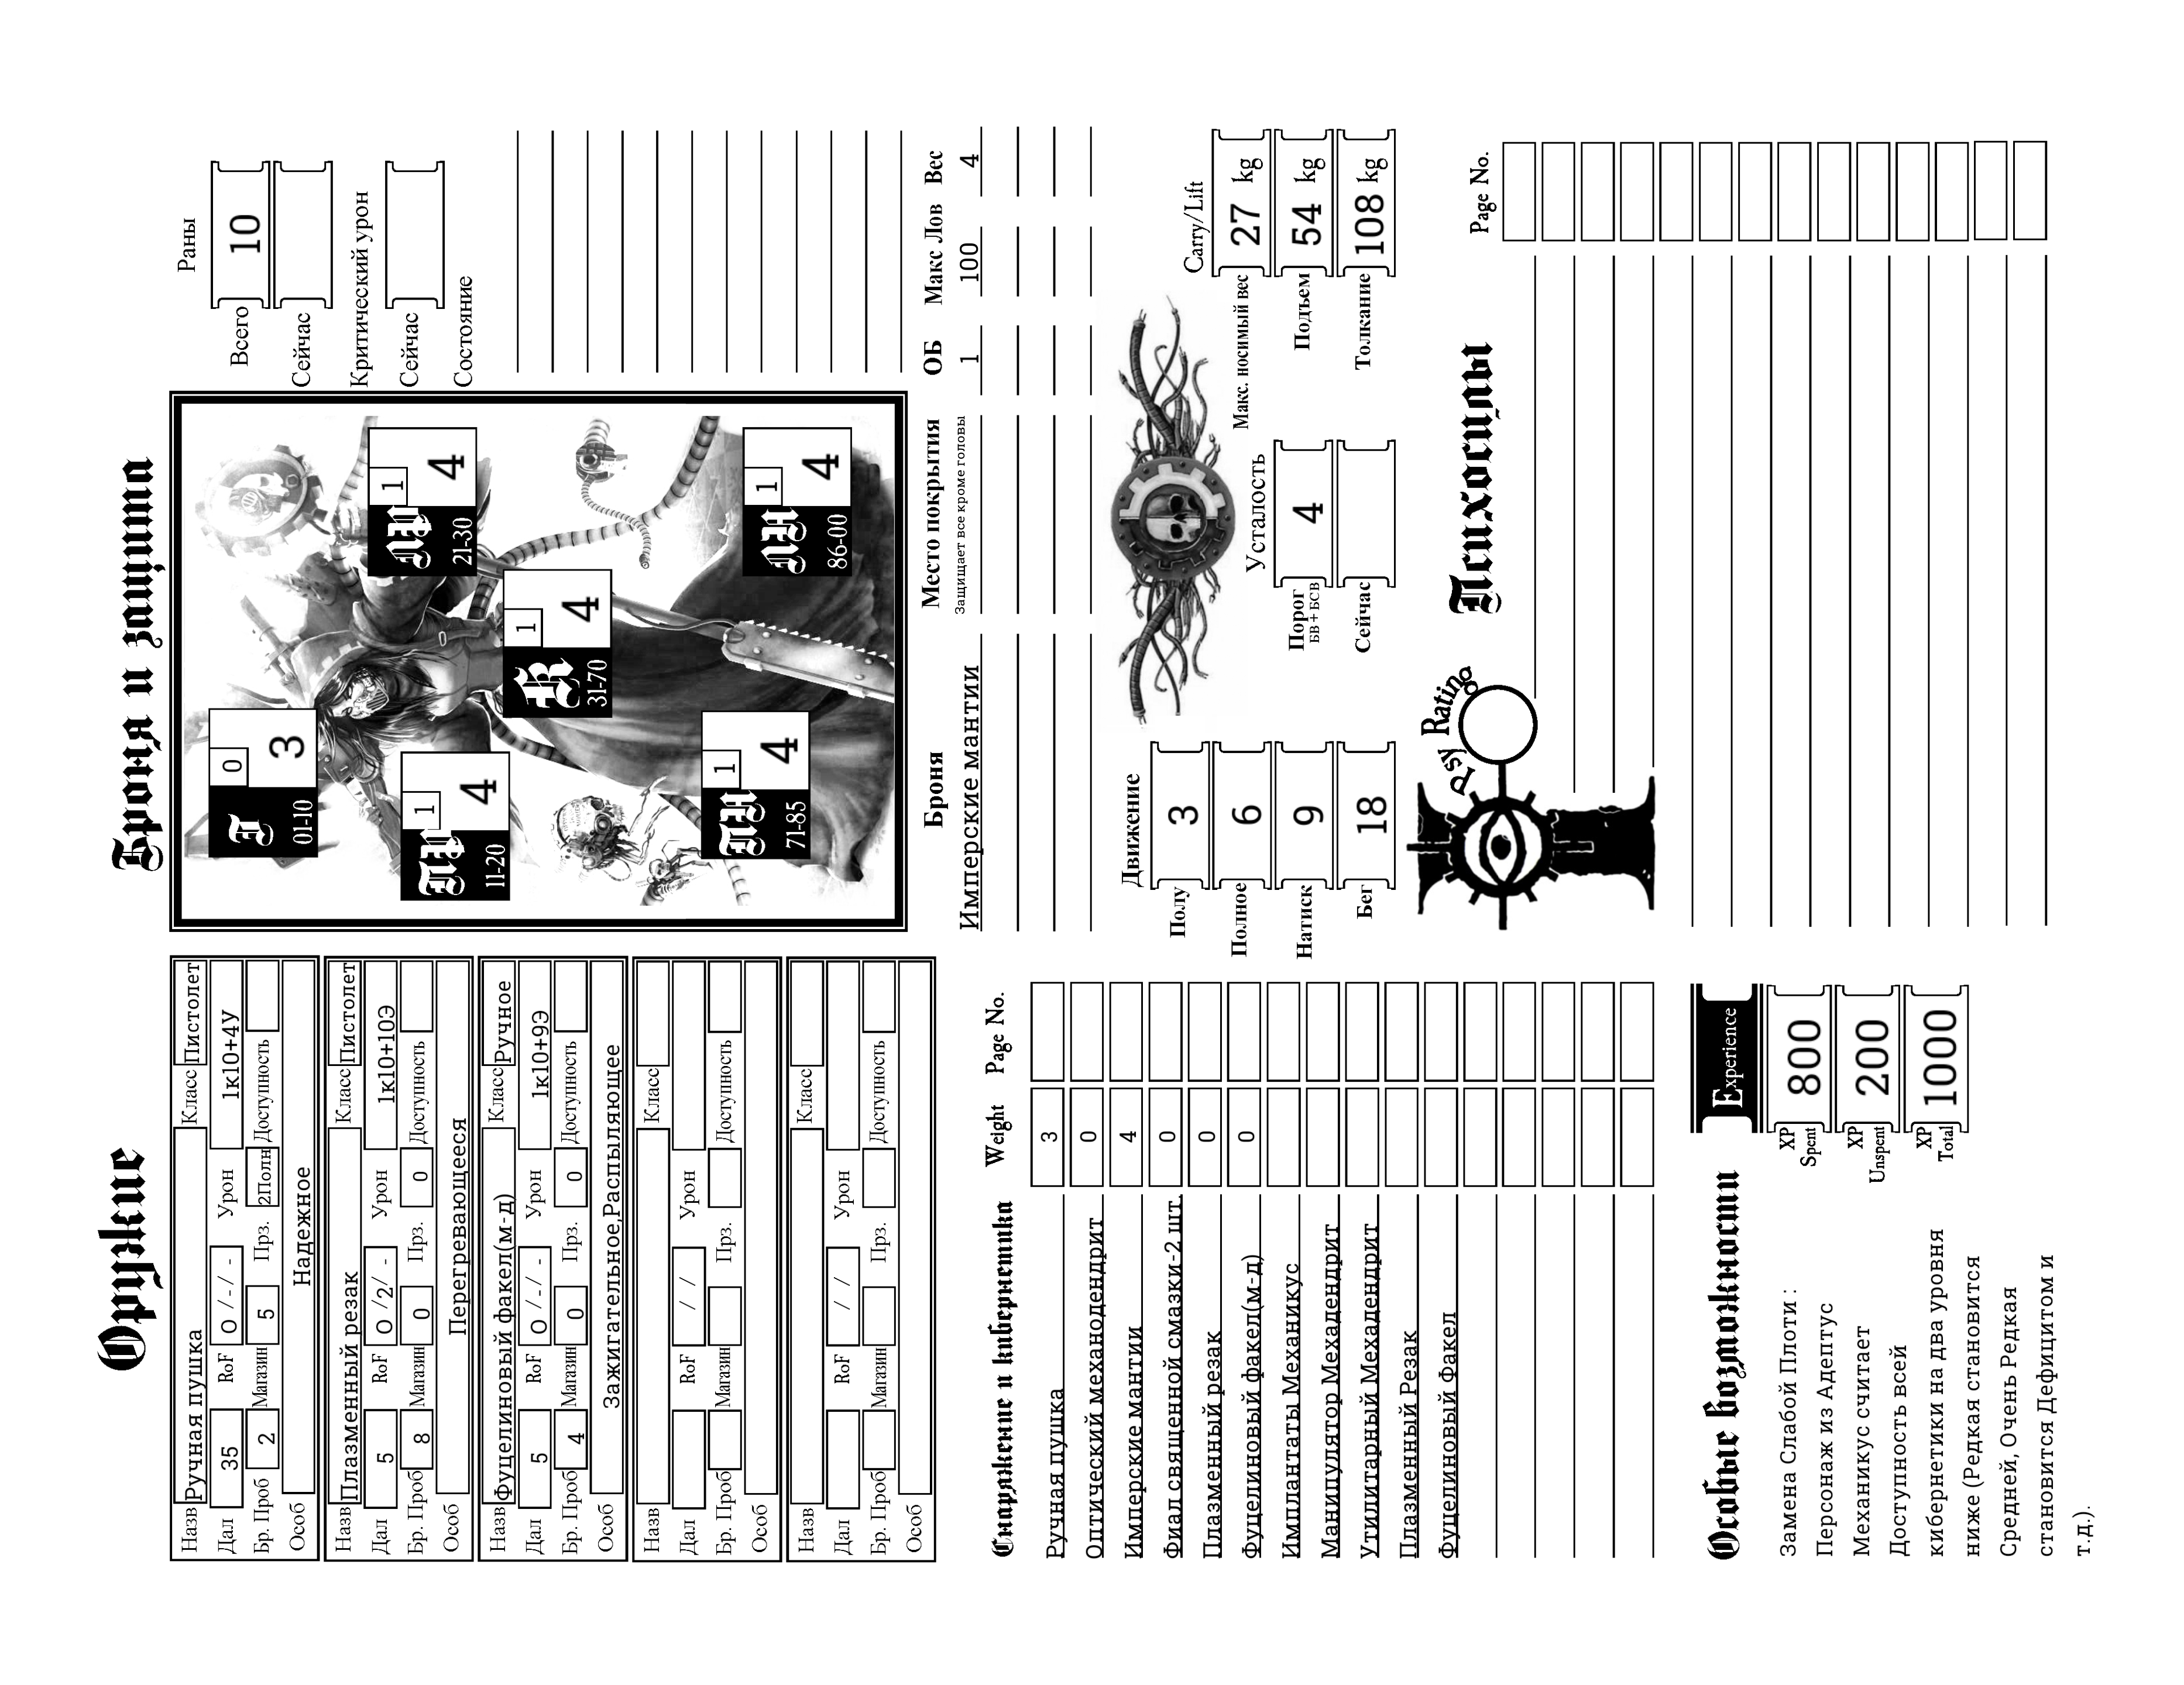 Оружие
Назв Ручная пушка Класс Пистолет
Дал 35 RoF О /-/ - Урон 1к10+4У
Бр. Проб 2 Магазин 5 Прз. 2Полн Доступность
Особ Надежное
Назв Плазменный резак Класс Пистолет
Дал 5 RoF О /2/ - Урон 1к10+10Э
Бр. Проб 8 Магазин 0 Прз. 0 Доступность
Особ Перегревающееся
Назв Фуцелиновый факел(м-д) Класс Ручное
Дал 5 RoF О /-/ - Урон 1к10+9Э
Бр. Проб 4 Магазин 0 Прз. 0 Доступность
Особ Зажигательное,Распыляющее
Назв Класс
Дал RoF / / Урон
Бр. Проб Магазин Прз. Доступность
Особ
Назв Класс
Дал RoF / / Урон
Бр. Проб Магазин Прз. Доступность
Особ
Броня и защита
Г 0
01-10 3
ПР 1
11-20 4
ЛР 1
21-30 4
К 1
31-70 4
ПН 1
71-85 4
ЛН 1
86-00 4
Раны
Всего 10
Сейчас
Критический урон
Сейчас
Состояние
Броня Место покрытия ОБ Макс Лов Вес
Имперские мантии Защищает все кроме головы 1 100 4
Снаряжение и кибернетика Weight Page No.
Ручная пушка 3
Оптический механодендрит 0
Имперские мантии 4
Фиал священной смазки-2 шт. 0
Плазменный резак 0
Фуцелиновый факел(м-д) 0
Имплантаты Механикус
Манипулятор Мехадендрит
Утилитарный Мехадендрит
Плазменный Резак
Фуцелиновый Факел
Движение
Полу 3
Полное 6
Натиск 9
Бег 18
Усталость
Порог 4
БВ+БСВ
Сейчас
Carry/Lift
Макс. носимый вес 27 kg
Подъем 54 kg
Толкание 108 kg
Psy Rating
Псисилы
Page No.
Особые возможности
Замена Слабой Плоти :
Персонаж из Адептус
Механикус считает
Доступность всей
кибернетики на два уровня
ниже (Редкая становится
Средней, Очень Редкая
становится Дефицитом и
т.д.).
Experience
XP Spent 800
XP Unspent 200
XP Total 1000